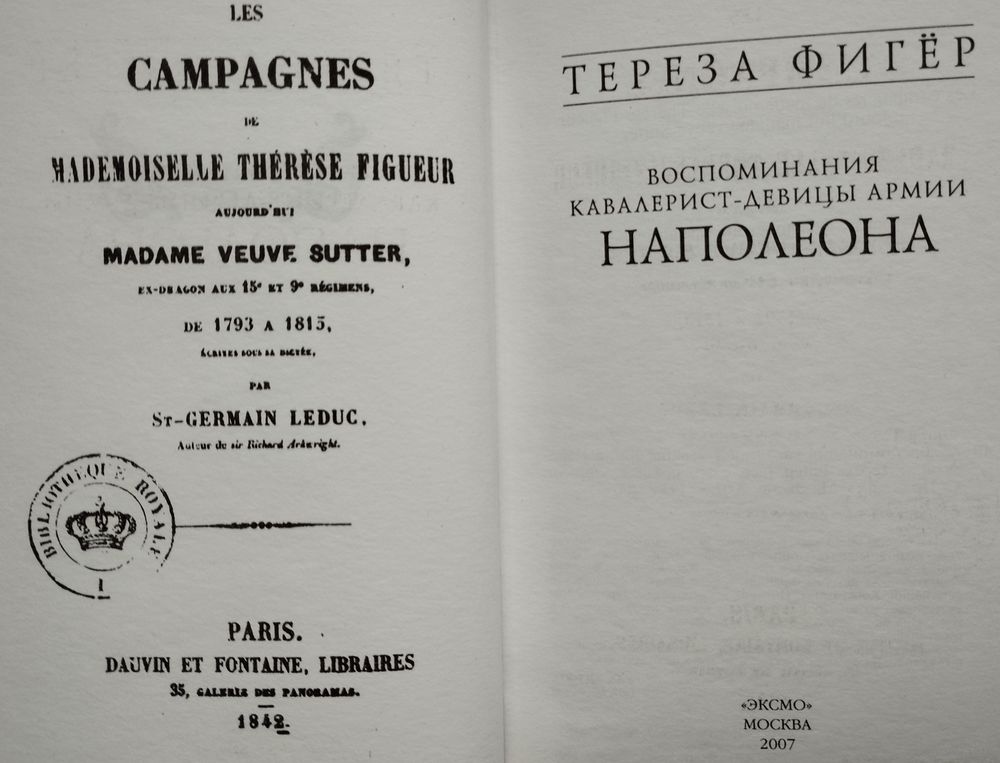 LES
CAMPAGNES
DE
MADEMOISELLE THÉRÈSE FIGUEUR
AUJOURD'HUI
MADAME VEUVE SUTTER,
EX-DRAGON AUX 15e ET 9e RÉGIMENS,
DE 1793 A 1815,
ÉCRITES SOUS SA DICTÉE,
PAR
St-GERMAIN LEDUC,
Auteur de sir Richard Arkwright.
BIBLIOTHEQUE ROYALE
I
PARIS.
DAUVIN ET FONTAINE, LIBRAIRES
35, GALERIE DES PANORAMAS.
1842
ТЕРЕЗА ФИГЁР
ВОСПОМИНАНИЯ
КАВАЛЕРИСТ-ДЕВИЦЫ АРМИИ
НАПОЛЕОНА
«ЭКСМО»
МОСКВА
2007